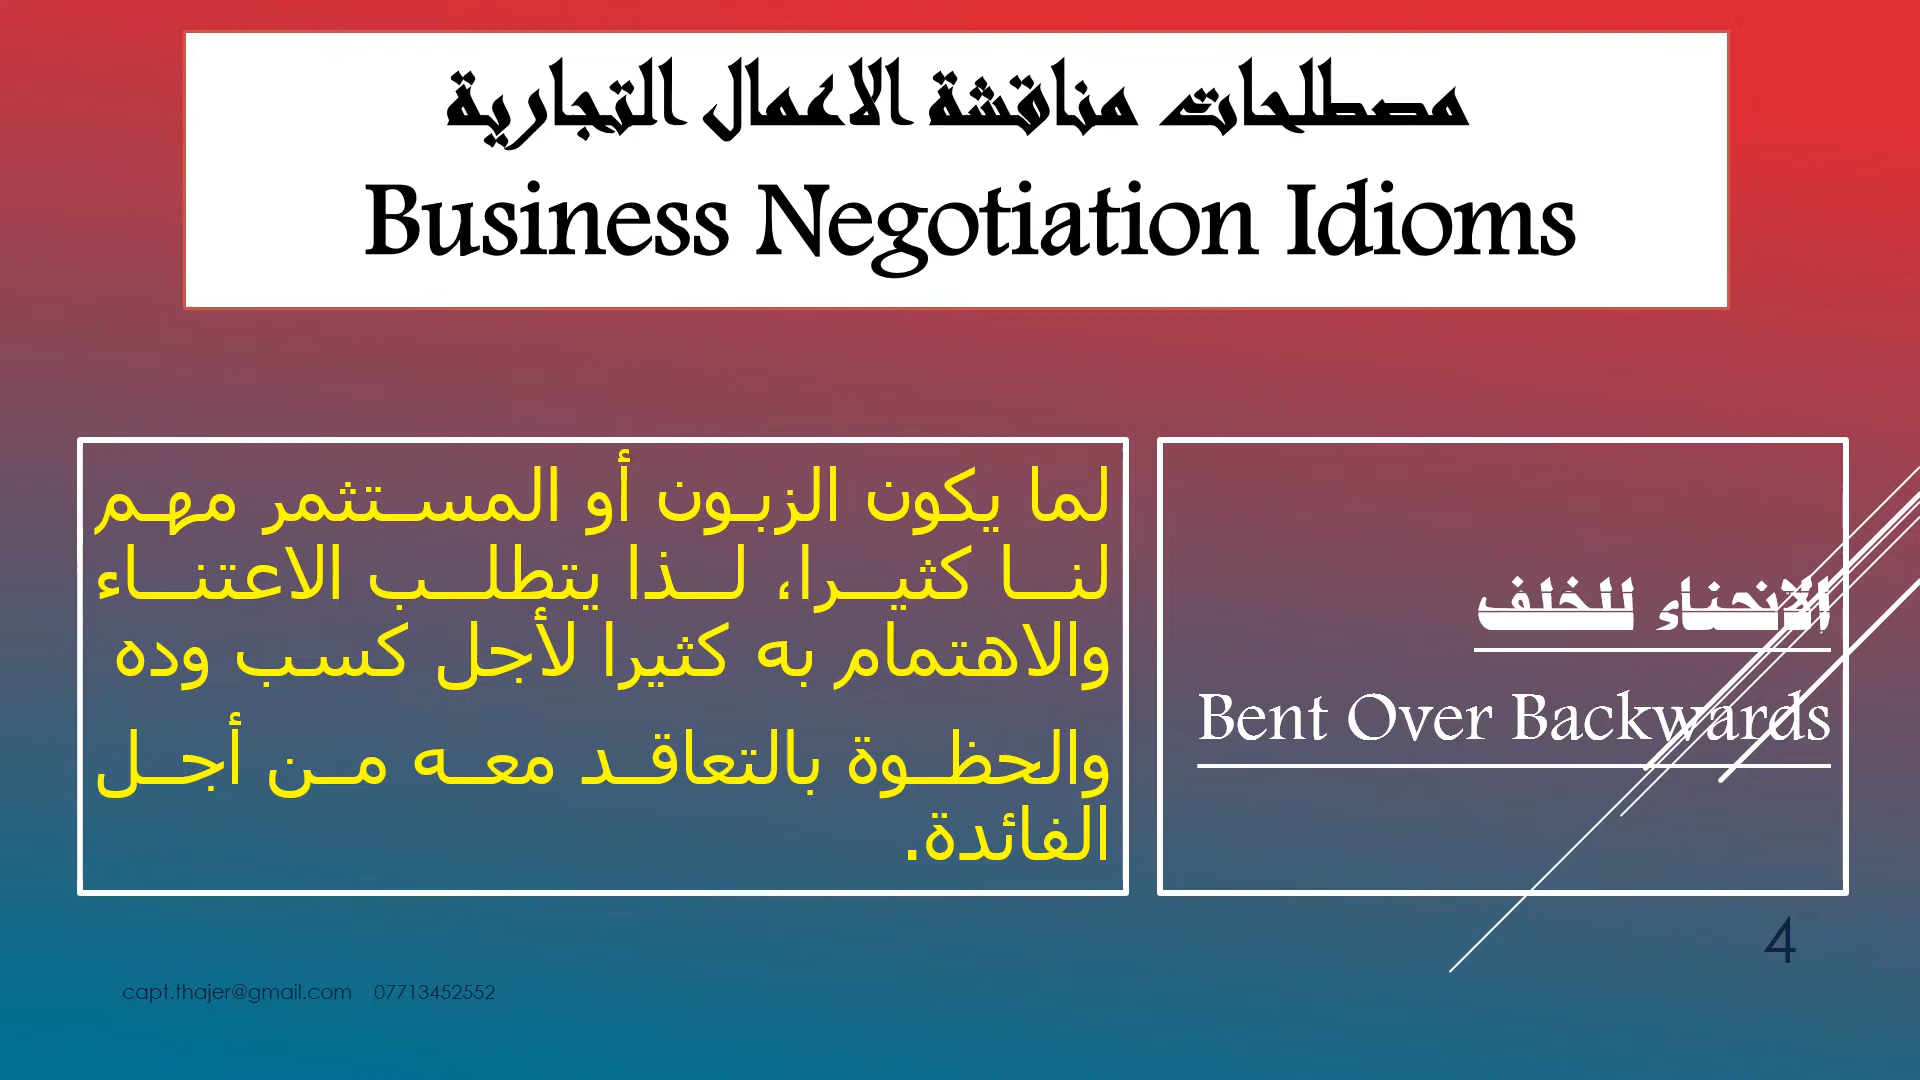 مصطلحات مناقشة الاعمال التجارية
Business Negotiation Idioms
الإنحناء للخلف
Bent Over Backwards
لما يكون الزبون أو المستثمر مهم
لنا كثيرا، لذا يتطلب الاعتناء
والاهتمام به كثيرا لأجل كسب وده
والحظوة بالتعاقد معه من أجل
الفائدة.
4
capt.thajer@gmail.com 07713452552